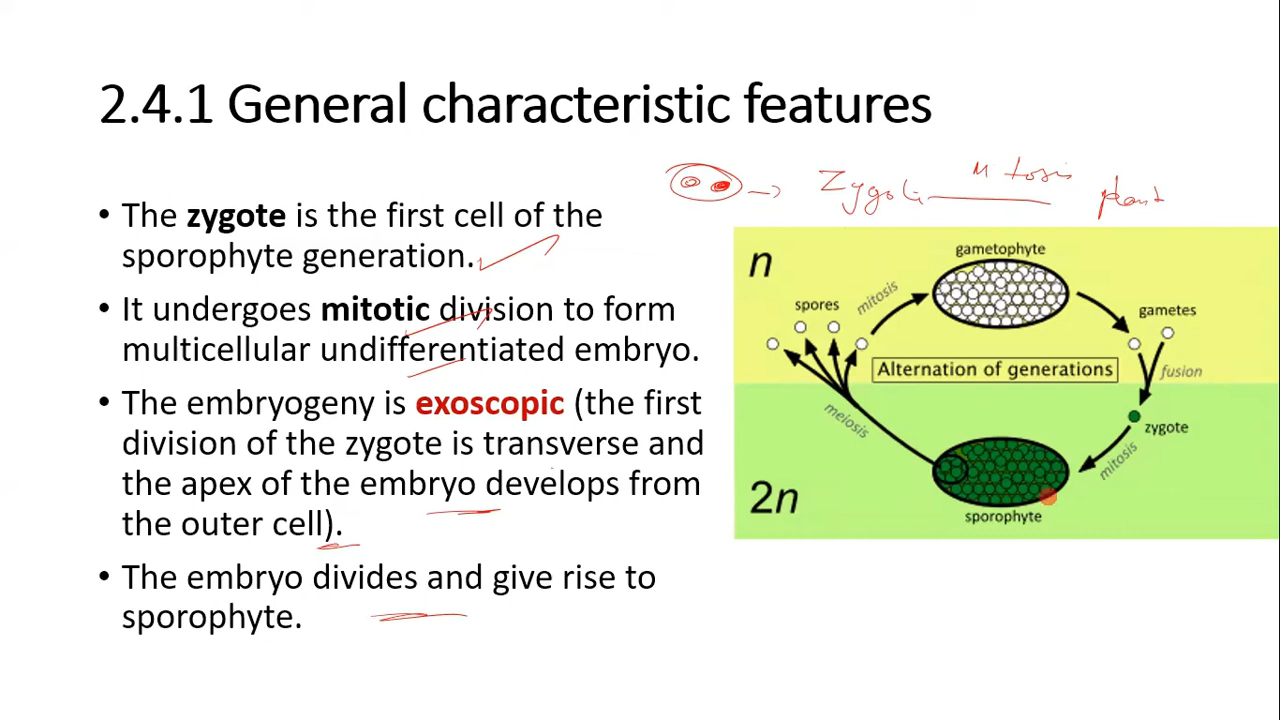 2.4.1 General characteristic features
Mitosis
Zygote plant
• The zygote is the first cell of the
sporophyte generation.
• It undergoes mitotic division to form
multicellular undifferentiated embryo.
• The embryogeny is exoscopic (the first
division of the zygote is transverse and
the apex of the embryo develops from
the outer cell).
• The embryo divides and give rise to
sporophyte.
n
gametophyte
spores
mitosis
gametes
Alternation of generations
fusion
meiosis
zygote
mitosis
2n
sporophyte